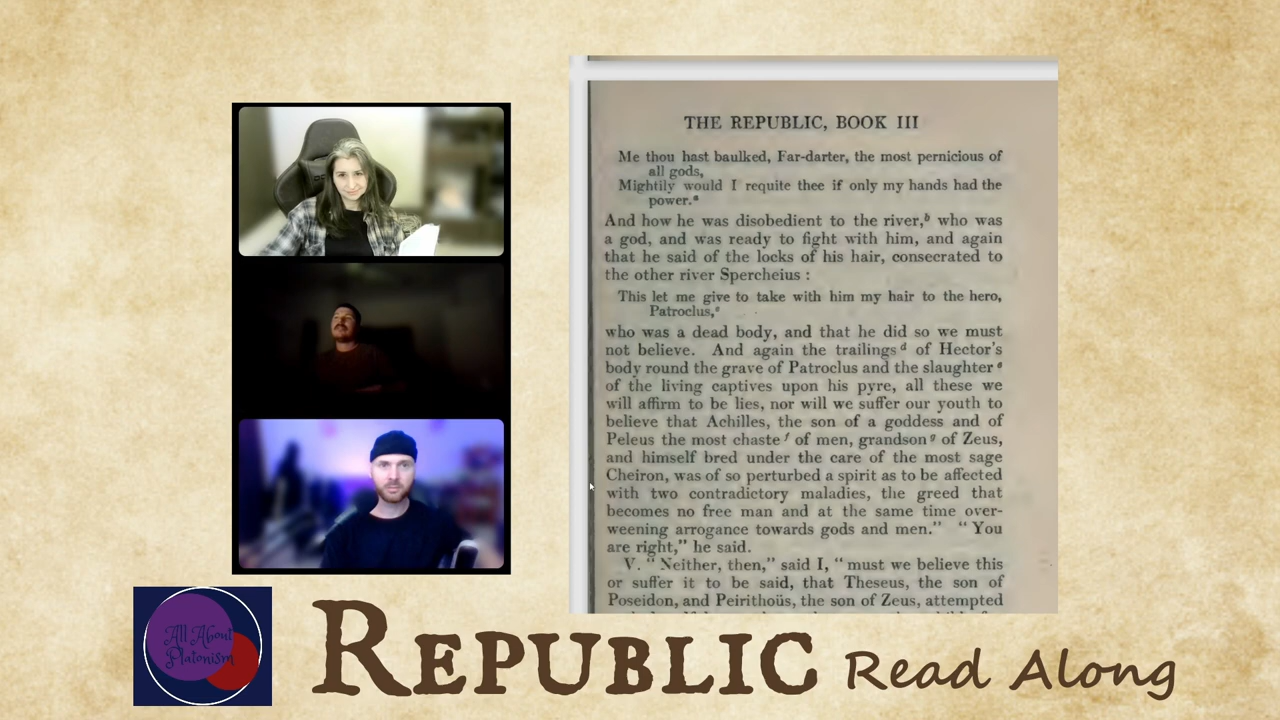 THE REPUBLIC, BOOK III
Me thou hast baulked, Far-darter, the most pernicious of
all gods,
Mightily would I requite thee if only my hands had the
power.ᵃ
And how he was disobedient to the river,ᵇ who was
a god, and was ready to fight with him, and again
that he said of the locks of his hair, consecrated to
the other river Spercheius :
This let me give to take with him my hair to the hero,
Patroclus,ᶜ
who was a dead body, and that he did so we must
not believe. And again the trailingsᵈ of Hector's
body round the grave of Patroclus and the slaughterᵉ
of the living captives upon his pyre, all these we
will affirm to be lies, nor will we suffer our youth to
believe that Achilles, the son of a goddess and of
Peleus the most chasteᶠ of men, grandsonᵍ of Zeus,
and himself bred under the care of the most sage
Cheiron, was of so perturbed a spirit as to be affected
with two contradictory maladies, the greed that
becomes no free man and at the same time over-
weening arrogance towards gods and men." " You
are right," he said.
V. " Neither, then," said I, " must we believe this
or suffer it to be said, that Theseus, the son of
Poseidon, and Peirithoüs, the son of Zeus, attempted
All About
Platonism
REPUBLIC Read Along